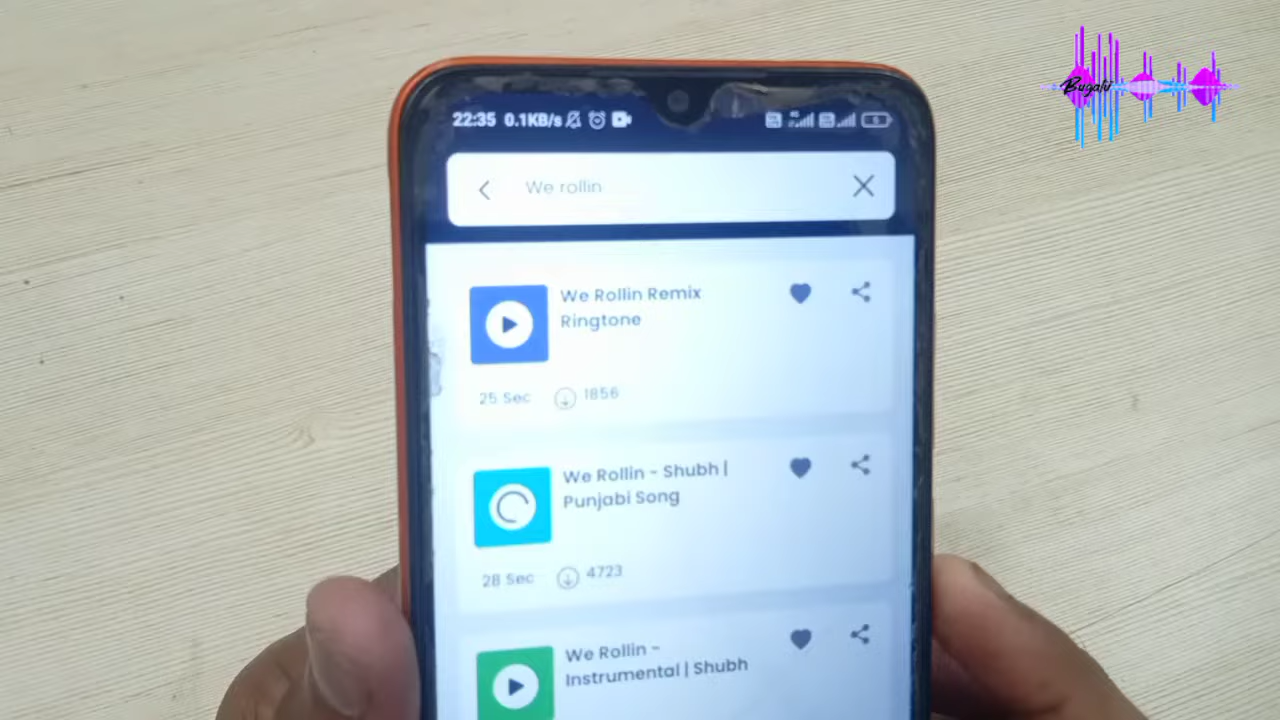 Bugatii
22:35 0.1KB/s
We rollin
We Rollin Remix
Ringtone
25 Sec 1856
We Rollin - Shubh |
Punjabi Song
28 Sec 4723
We Rollin -
Instrumental | Shubh